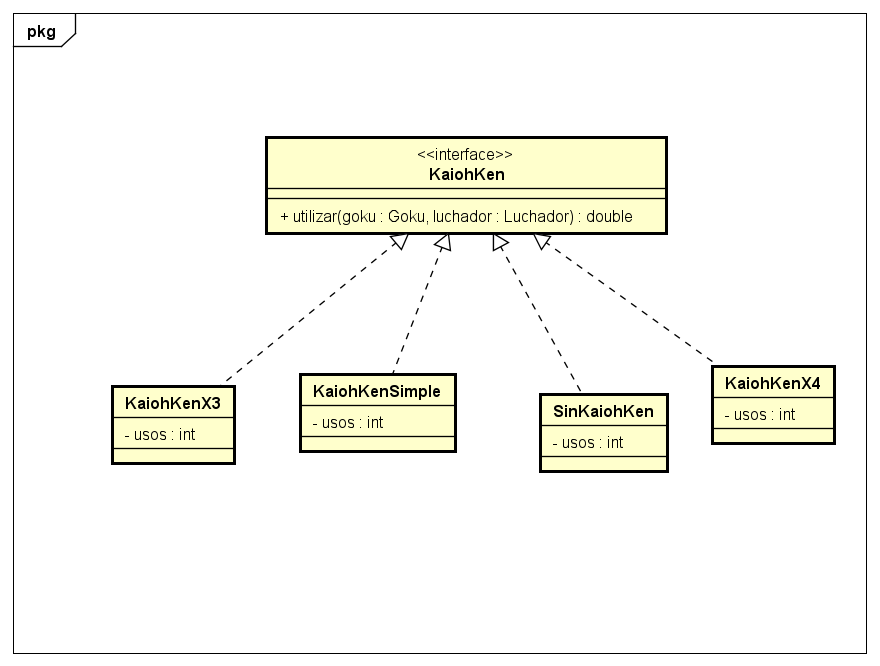 pkg
<<interface>>
KaiohKen
+ utilizar(goku : Goku, luchador : Luchador) : double
KaiohKenX3
- usos : int
KaiohKenSimple
- usos : int
SinKaiohKen
- usos : int
KaiohKenX4
- usos : int